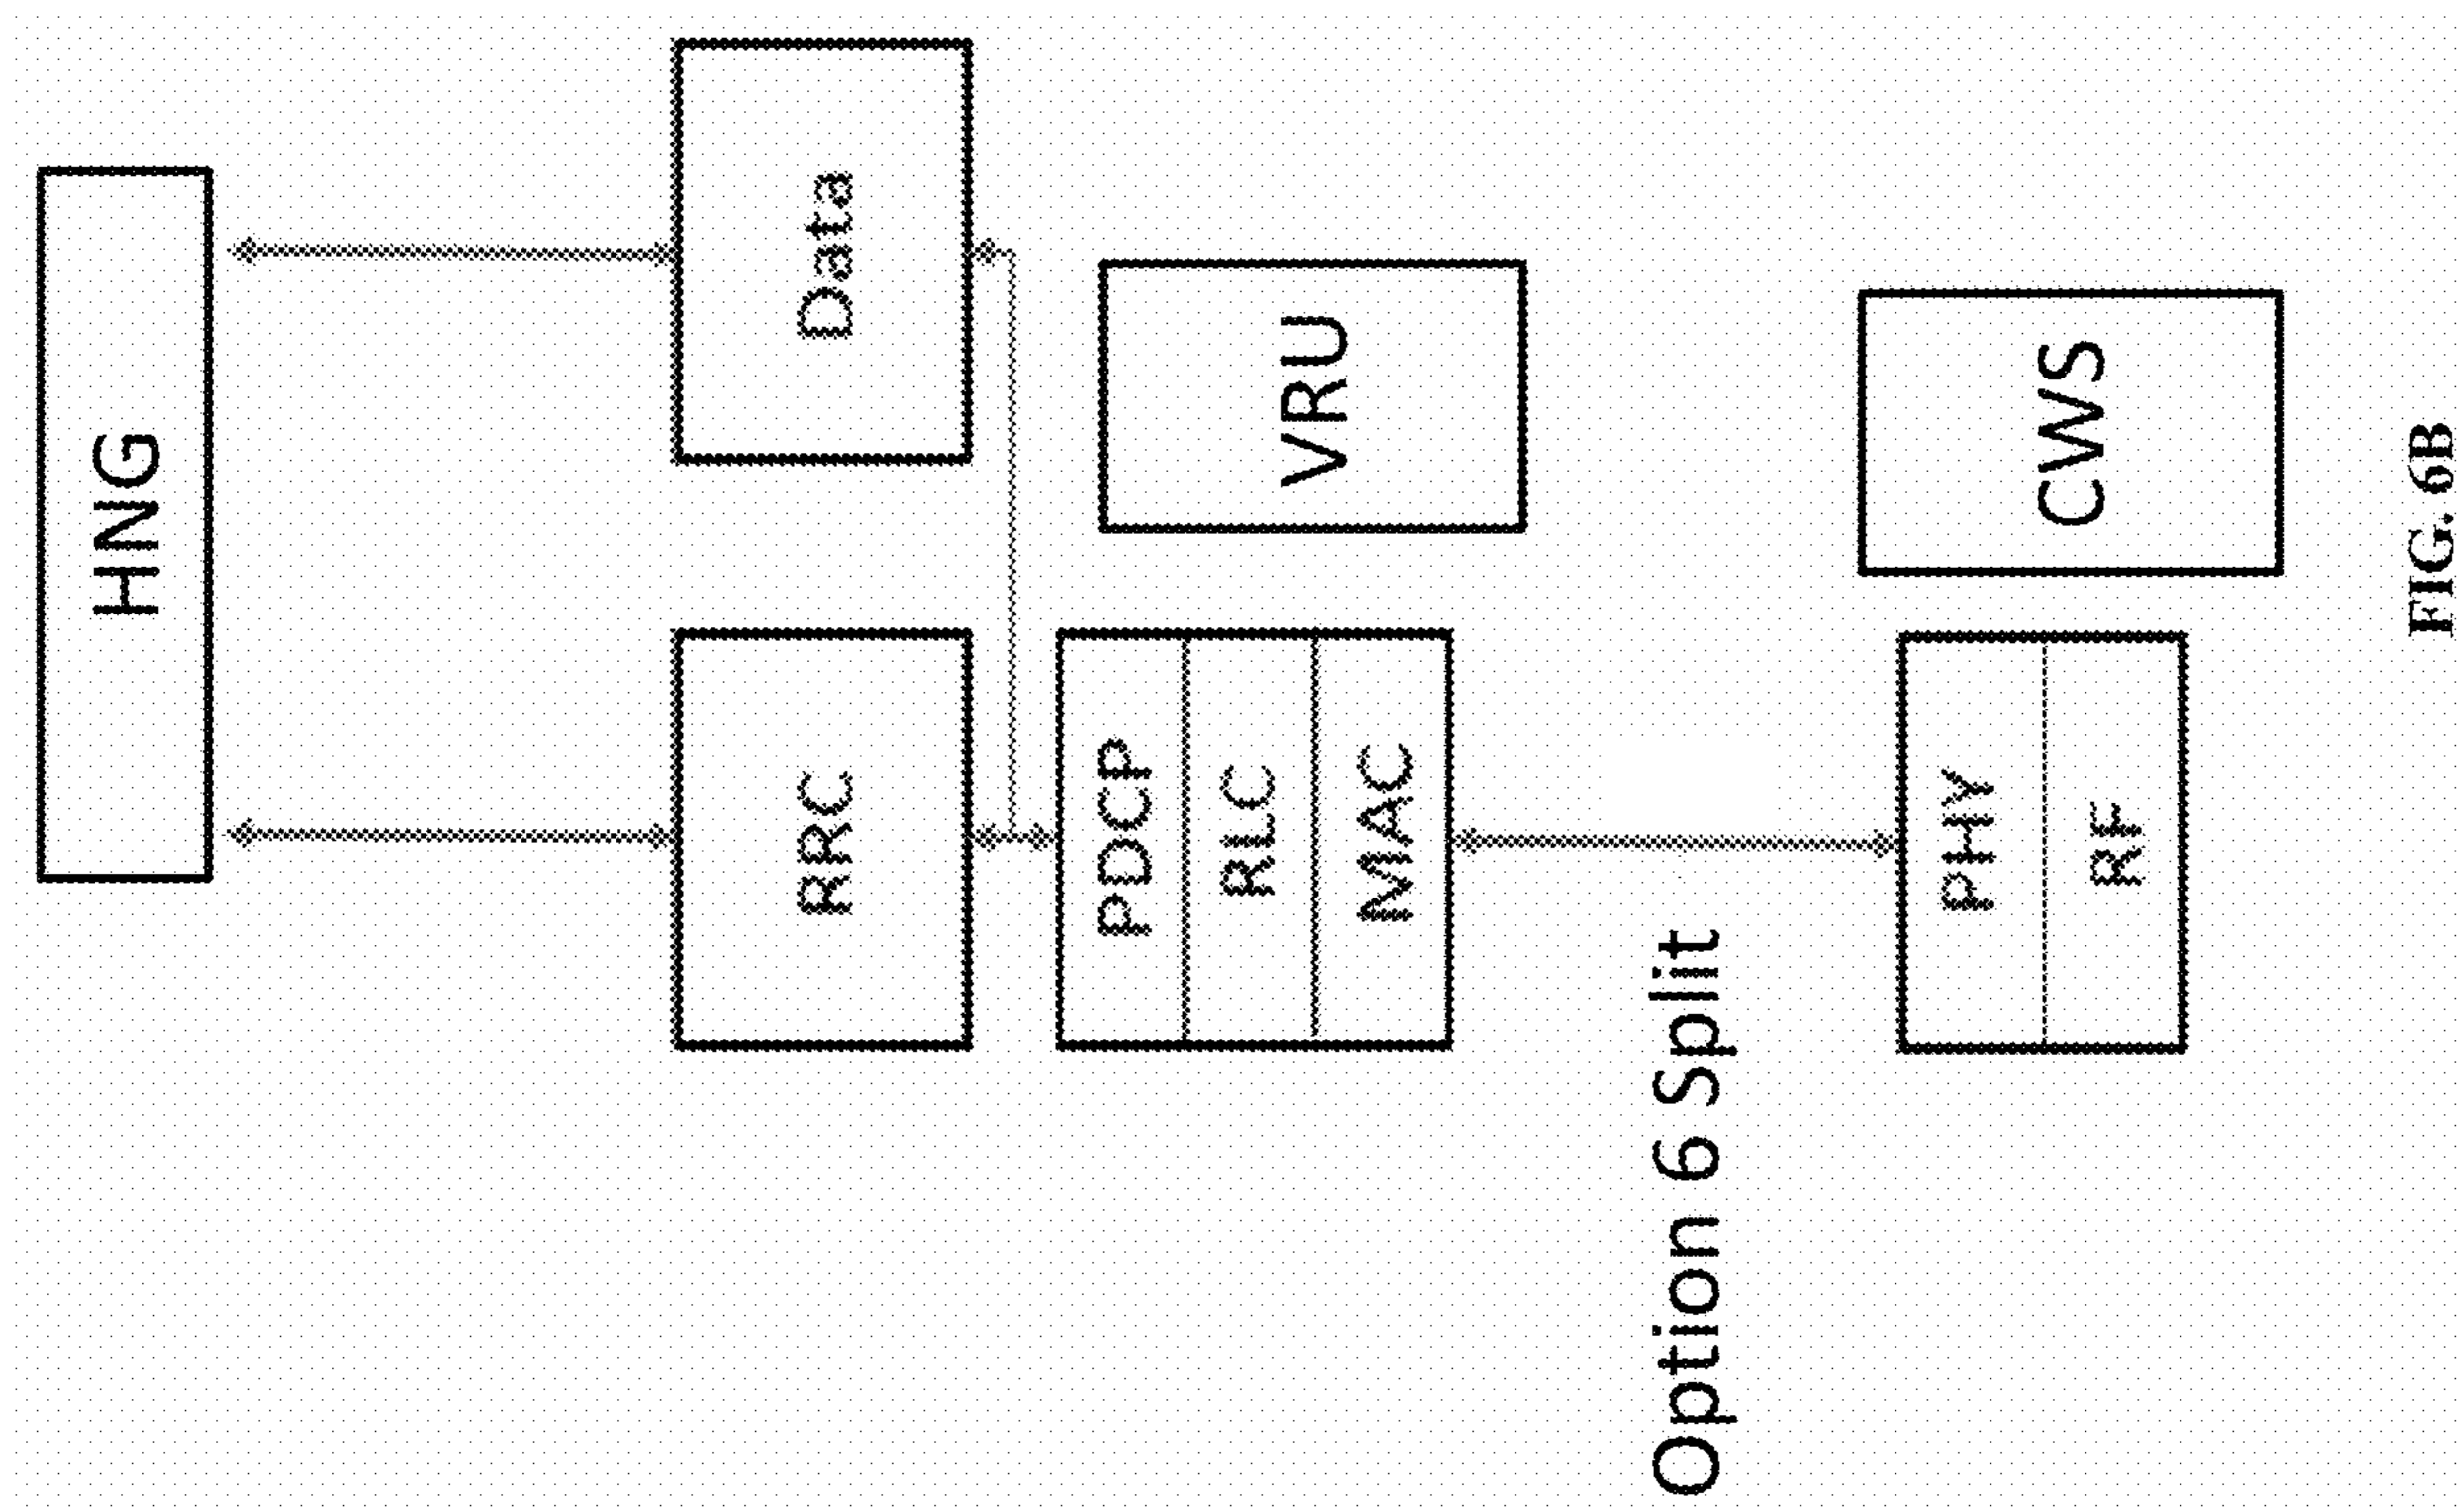 HNG
RRC
Data
PDCP
RLC
MAC
VRU
Option 6 Split
PHY
RF
CWS
FIG. 6B